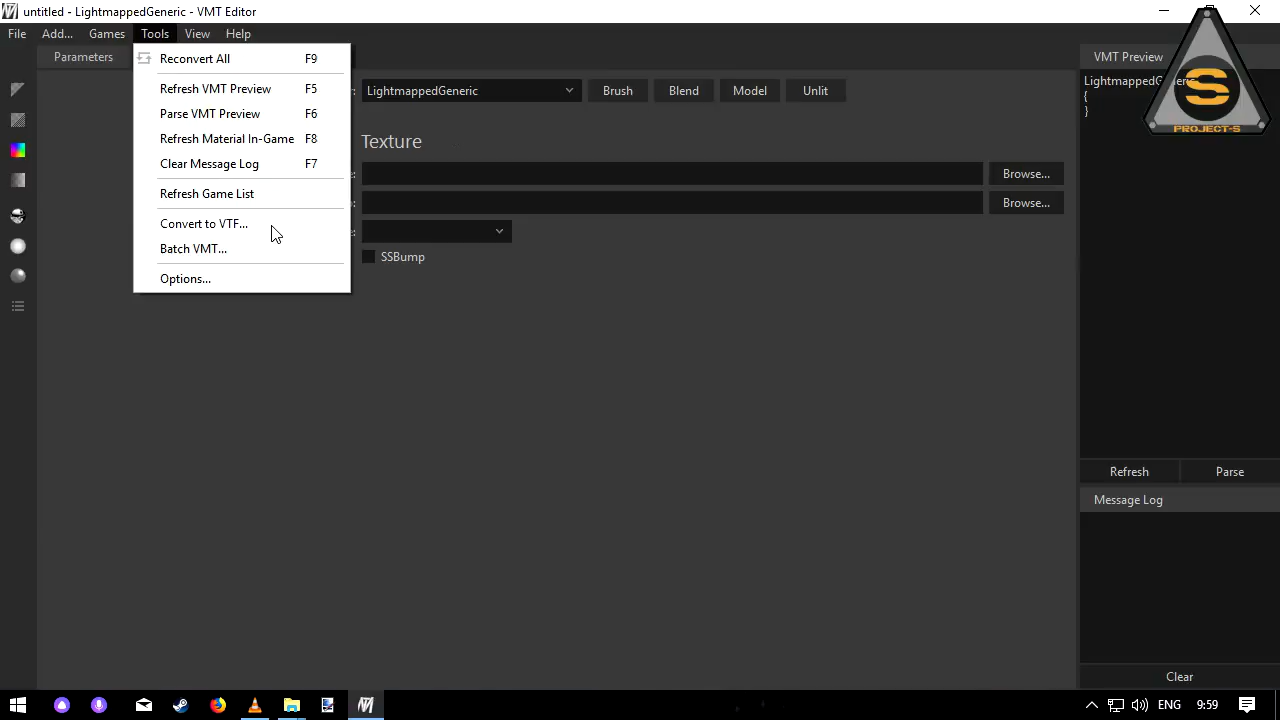 untitled - LightmappedGeneric - VMT Editor
File Add... Games Tools View Help
Parameters
Reconvert All F9
Refresh VMT Preview F5
Parse VMT Preview F6
Refresh Material In-Game F8
Clear Message Log F7
Refresh Game List
Convert to VTF...
Batch VMT...
Options...
LightmappedGeneric Brush Blend Model Unlit
Texture
Browse...
Browse...
SSBump
VMT Preview
LightmappedGeneric
{
}
S
PROJECT-S
Refresh Parse
Message Log
Clear
ENG 9:59